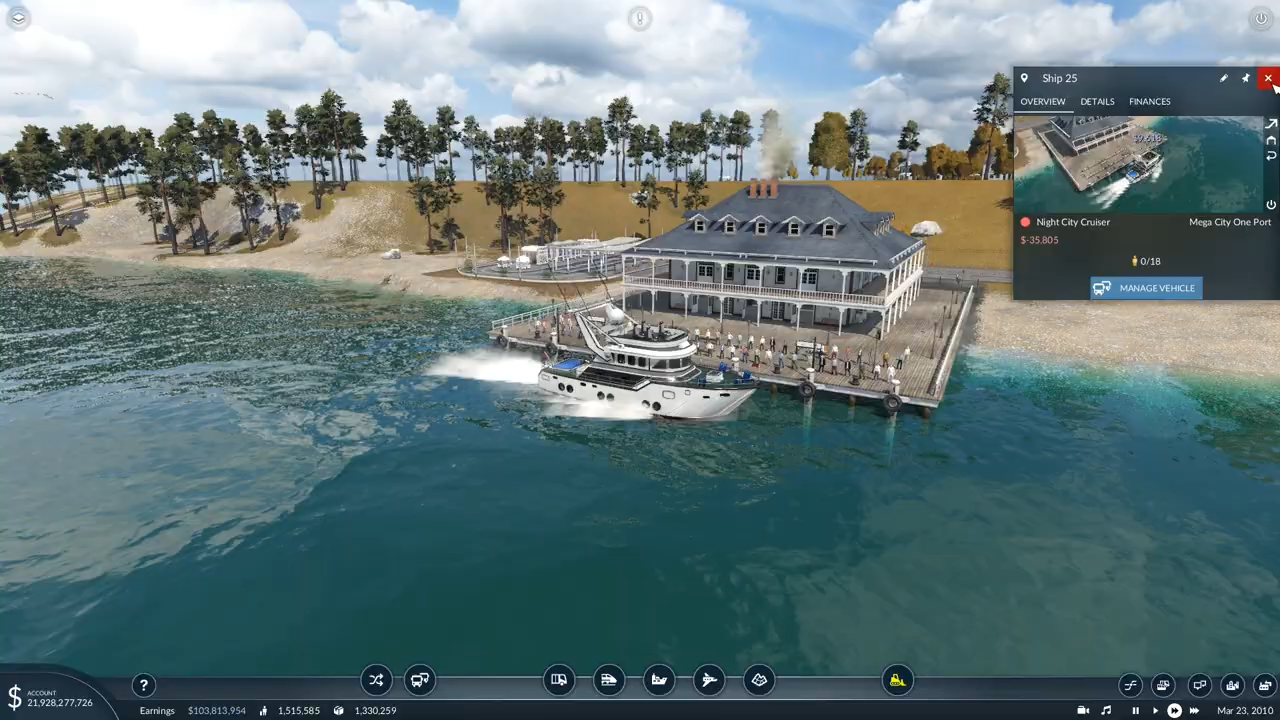 Ship 25
OVERVIEW DETAILS FINANCES
Night City Cruiser Mega City One Port
$-35,805
0/18
MANAGE VEHICLE
?
$ ACCOUNT
21,928,277,726
Earnings $103,813,954 1,515,585 1,330,259 Mar 23, 2010